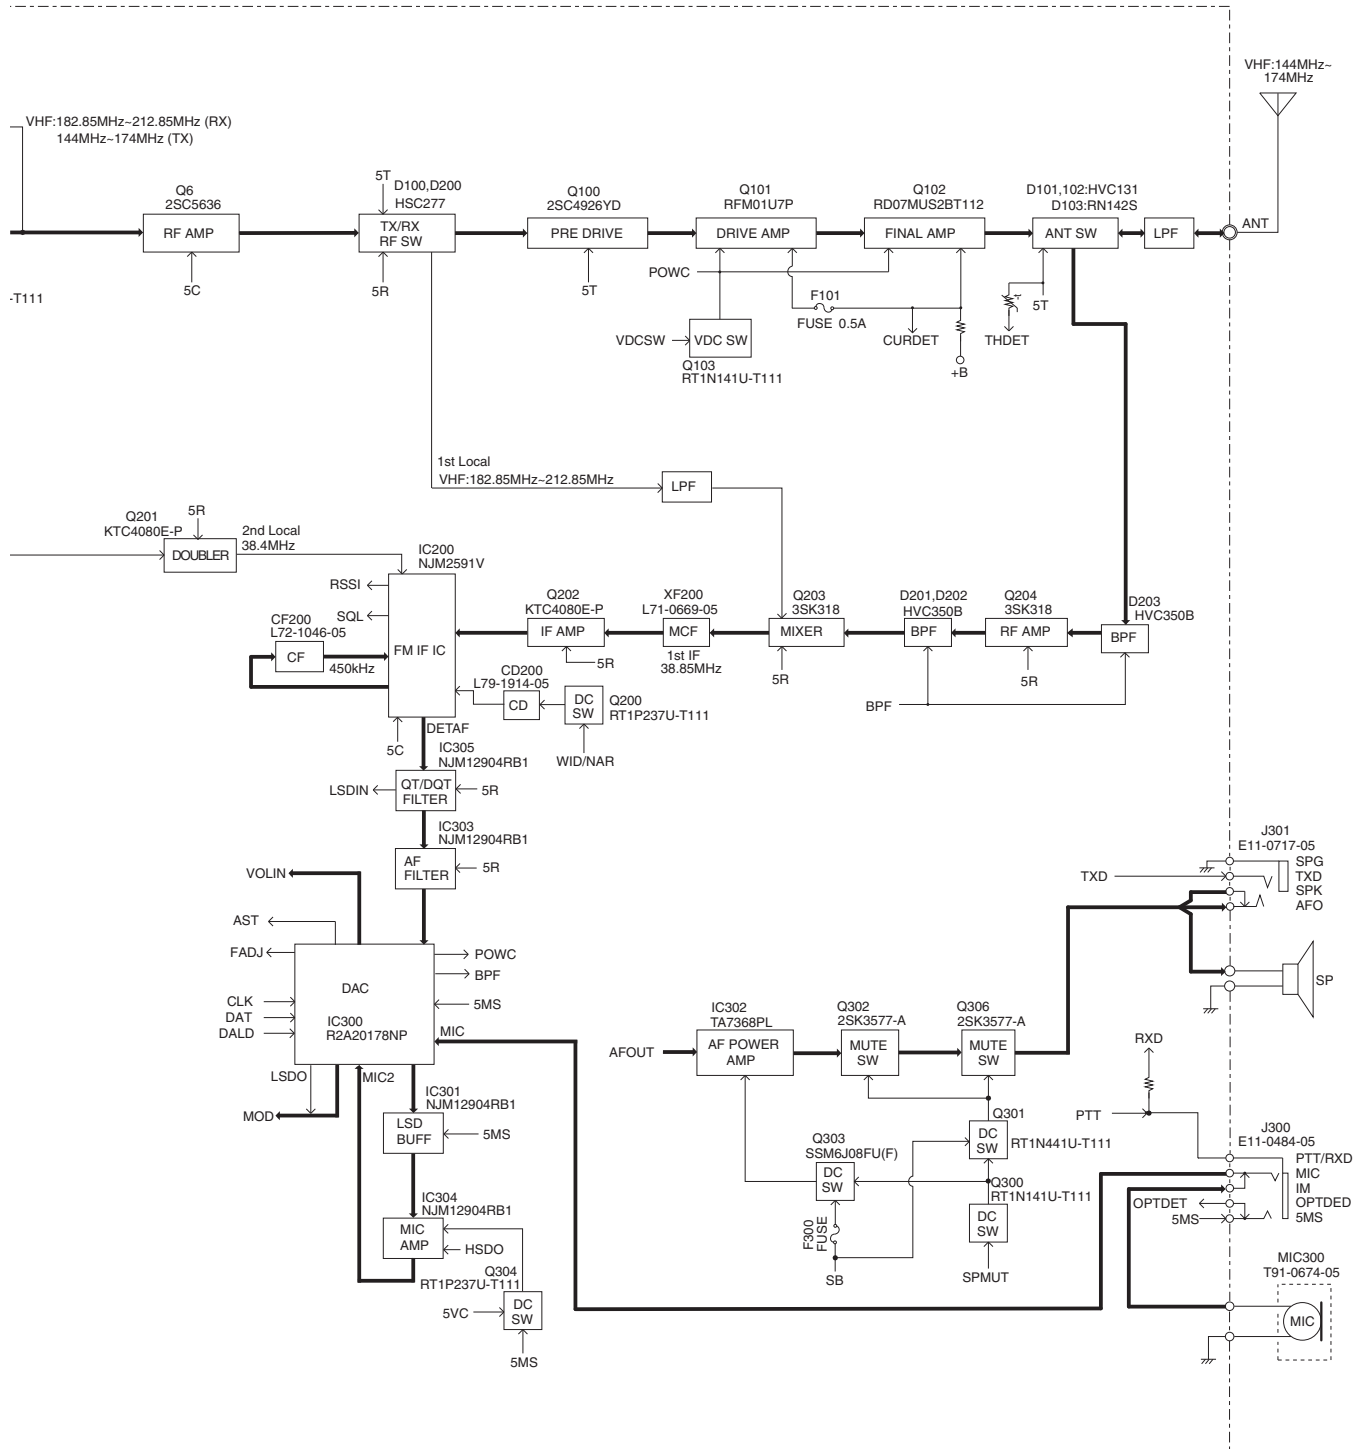 VHF:144MHz~
174MHz
VHF:182.85MHz~212.85MHz (RX)
144MHz~174MHz (TX)
Q6
2SC5636
RF AMP
5C
-T111
5T
D100,D200
HSC277
TX/RX
RF SW
5R
Q100
2SC4926YD
PRE DRIVE
5T
Q101
RFM01U7P
DRIVE AMP
Q102
RD07MUS2BT112
FINAL AMP
D101,102:HVC131
D103:RN142S
ANT SW
LPF
ANT
POWC
F101
FUSE 0.5A
CURDET
+B
THDET
t
5T
VDCSW
VDC SW
Q103
RT1N141U-T111
1st Local
VHF:182.85MHz~212.85MHz
LPF
Q201
KTC4080E-P
5R
DOUBLER
2nd Local
38.4MHz
IC200
NJM2591V
RSSI
SQL
FM IF IC
CF200
L72-1046-05
CF
450kHz
Q202
KTC4080E-P
IF AMP
5R
XF200
L71-0669-05
MCF
1st IF
38.85MHz
Q203
3SK318
MIXER
5R
D201,D202
HVC350B
BPF
Q204
3SK318
RF AMP
5R
D203
HVC350B
BPF
BPF
CD200
L79-1914-05
CD
DC
SW
Q200
RT1P237U-T111
WID/NAR
5C
DETAF
IC305
NJM12904RB1
QT/DQT
FILTER
LSDIN
5R
IC303
NJM12904RB1
AF
FILTER
5R
VOLIN
AST
FADJ
CLK
DAT
DALD
DAC
IC300
R2A20178NP
POWC
BPF
5MS
MIC
LSDO
MOD
MIC2
IC301
NJM12904RB1
LSD
BUFF
5MS
IC304
NJM12904RB1
MIC
AMP
HSDO
Q304
RT1P237U-T111
5VC
DC
SW
5MS
AFOUT
IC302
TA7368PL
AF POWER
AMP
Q302
2SK3577-A
MUTE
SW
Q306
2SK3577-A
MUTE
SW
Q301
DC
SW
RT1N441U-T111
Q303
SSM6J08FU(F)
DC
SW
Q300
RT1N141U-T111
DC
SW
F300
FUSE
SB
SPMUT
J301
E11-0717-05
SPG
TXD
TXD
SPK
AFO
SP
RXD
PTT
J300
E11-0484-05
PTT/RXD
MIC
IM
OPTDET
OPTDED
5MS
5MS
MIC300
T91-0674-05
MIC